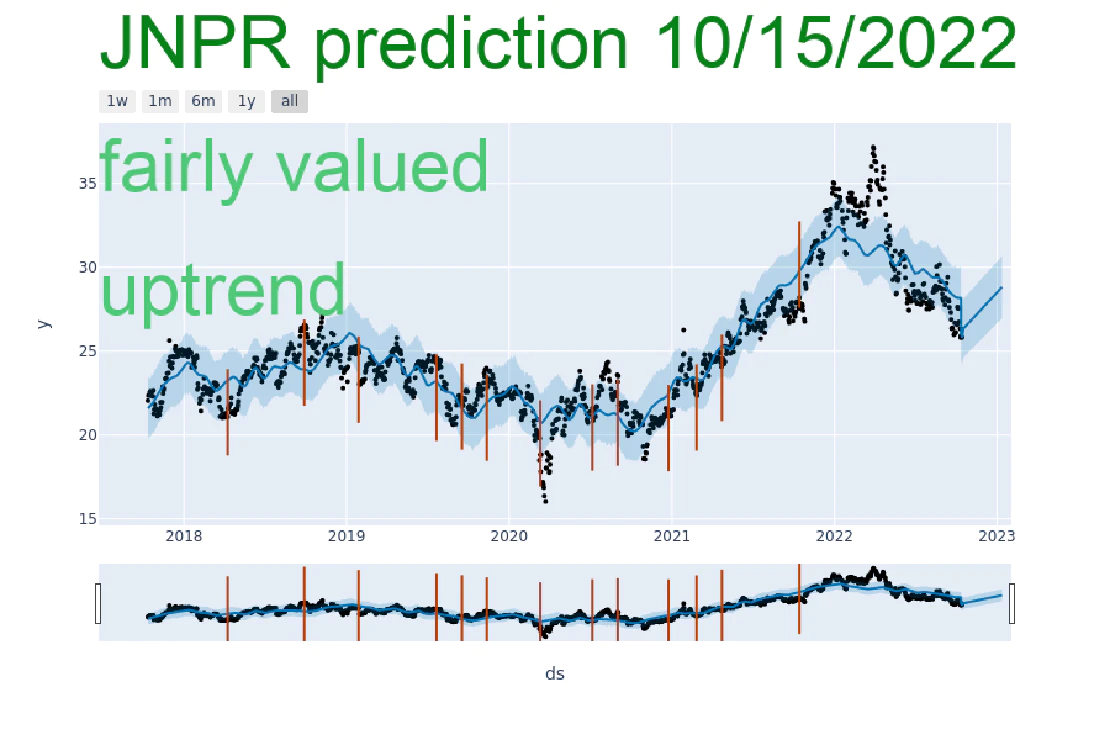 JNPR prediction 10/15/2022
1w 1m 6m 1y all
fairly valued
35
30
uptrend
y
25
20
15
2018 2019 2020 2021 2022 2023
ds